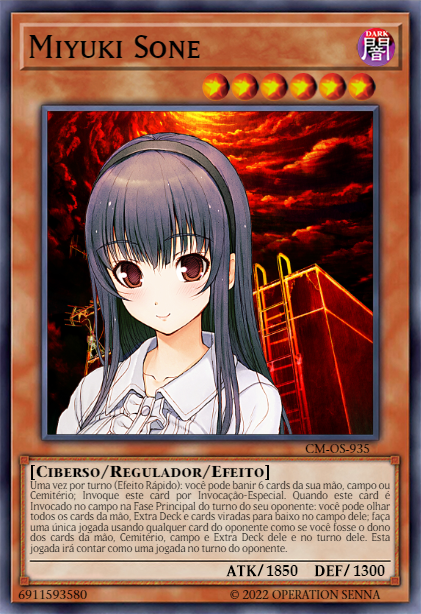 Miyuki Sone
DARK
闇
CM-OS-935
[Ciberso/Regulador/Efeito]
Uma vez por turno (Efeito Rápido): você pode banir 6 cards da sua mão, campo ou
Cemitério; Invoque este card por Invocação-Especial. Quando este card é
Invocado no campo na Fase Principal do turno do seu oponente: você pode olhar
todos os cards da mão, Extra Deck e cards viradas para baixo no campo dele; faça
uma única jogada usando qualquer card do oponente como se você fosse o dono
dos cards da mão, Cemitério, campo e Extra Deck dele e no turno dele. Esta
jogada irá contar como uma jogada no turno do oponente.
ATK/1850 DEF/1300
6911593580 © 2022 OPERATION SENNA